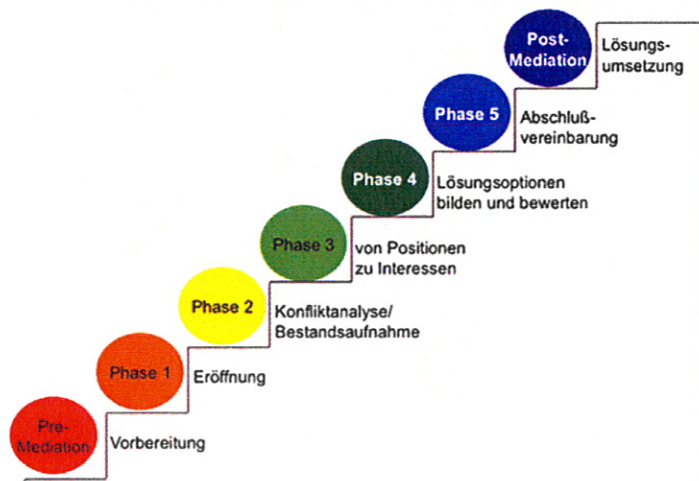 Post-
Mediation
Lösungs-
umsetzung
Phase 5
Abschluß-
vereinbarung
Phase 4
Lösungsoptionen
bilden und bewerten
Phase 3
von Positionen
zu Interessen
Phase 2
Konfliktanalyse/
Bestandsaufnahme
Phase 1
Eröffnung
Pre-
Mediation
Vorbereitung